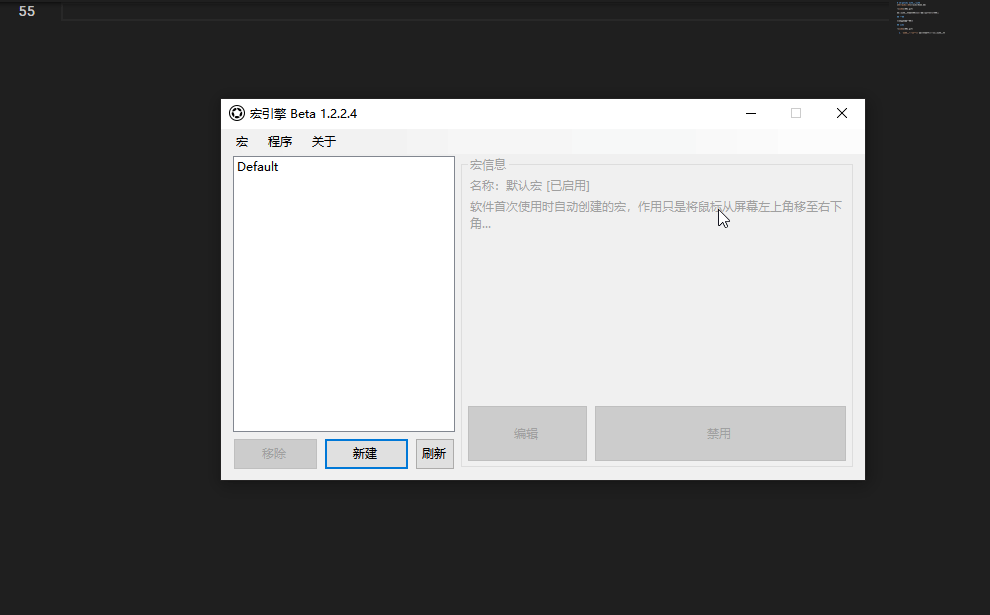 55
宏引擎 Beta 1.2.2.4
宏 程序 关于
Default
宏信息
名称：默认宏 [已启用]
软件首次使用时自动创建的宏，作用只是将鼠标从屏幕左上角移至右下
角...
编辑 禁用
移除 新建 刷新